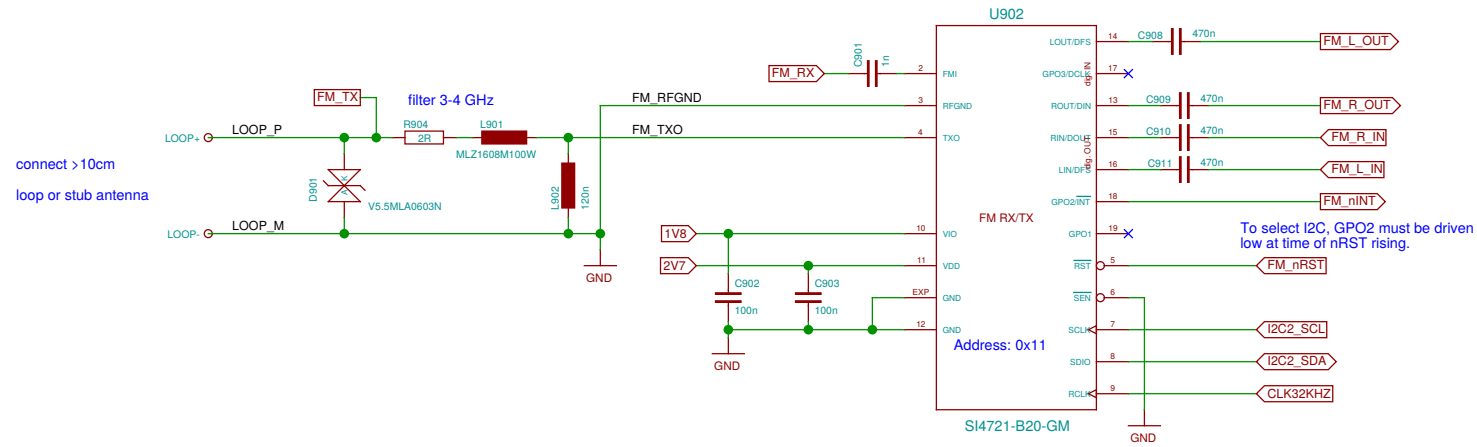 U902
C901
1n
FM_RX
2
FMI
LOUT/DFS
14
C908
470n
FM_L_OUT
GPO3/DCLK
17
dig. IN
FM_TX
filter 3-4 GHz
FM_RFGND
3
RFGND
ROUT/DIN
13
C909
470n
FM_R_OUT
LOOP+
LOOP_P
R904
2R
L901
MLZ1608M100W
FM_TXO
4
TXO
RIN/DOUT
15
C910
470n
FM_R_IN
dig. OUT
connect >10cm
loop or stub antenna
D901
A
K
V5.5MLA0603N
L902
120n
LIN/DFS
16
C911
470n
FM_L_IN
FM RX/TX
GPO2/INT
18
FM_nINT
LOOP-
LOOP_M
1V8
10
VIO
GPO1
19
To select I2C, GPO2 must be driven
low at time of nRST rising.
GND
2V7
11
VDD
RST
5
FM_nRST
C902
100n
C903
100n
EXP
GND
SEN
6
12
GND
SCLK
7
I2C2_SCL
Address: 0x11
GND
SDIO
8
I2C2_SDA
RCLK
9
CLK32KHZ
SI4721-B20-GM
GND